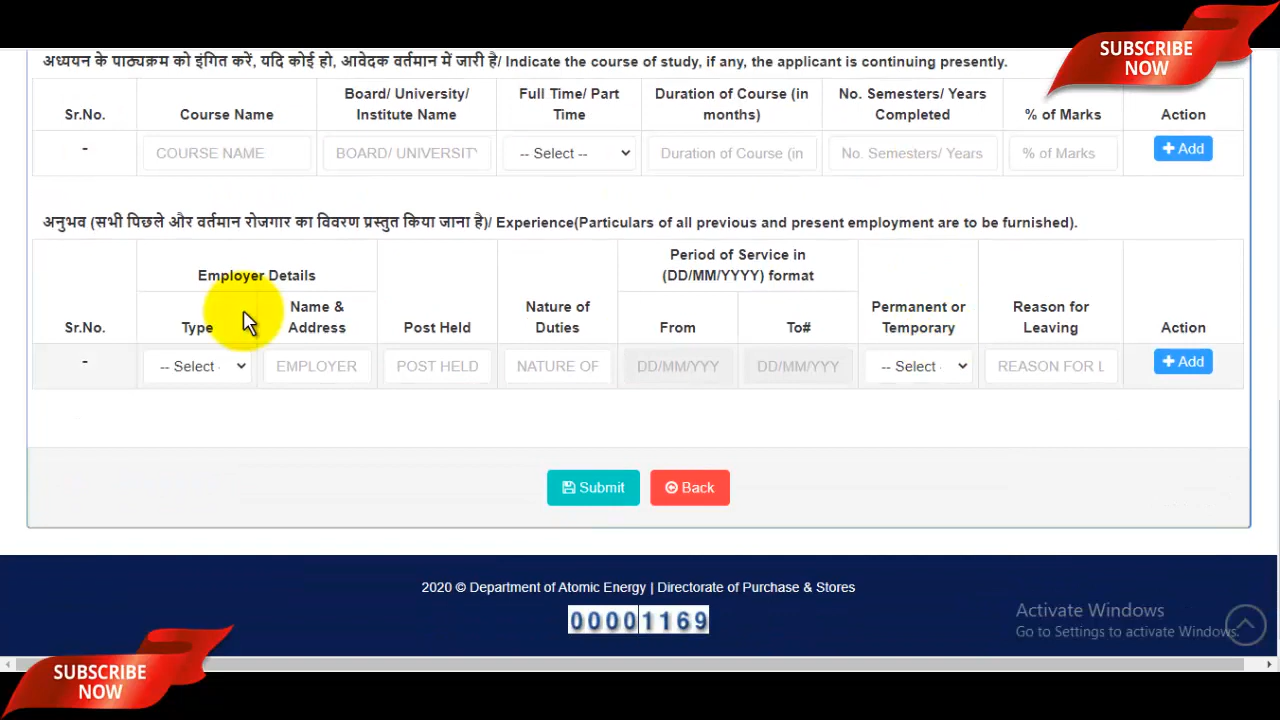 SUBSCRIBE
NOW
अध्ययन के पाठ्यक्रम को इंगित करें, यदि कोई हो, आवेदक वर्तमान में जारी है/ Indicate the course of study, if any, the applicant is continuing presently.
Sr.No.
Course Name
Board/ University/
Institute Name
Full Time/ Part
Time
Duration of Course (in
months)
No. Semesters/ Years
Completed
% of Marks
Action
-
COURSE NAME
BOARD/ UNIVERSITY
-- Select --
Duration of Course (in
No. Semesters/ Years
% of Marks
Add
अनुभव (सभी पिछले और वर्तमान रोजगार का विवरण प्रस्तुत किया जाना है)/ Experience(Particulars of all previous and present employment are to be furnished).
Sr.No.
Employer Details
Type
Name &
Address
Post Held
Nature of
Duties
Period of Service in
(DD/MM/YYYY) format
From
To#
Permanent or
Temporary
Reason for
Leaving
Action
-
-- Select -
EMPLOYER
POST HELD
NATURE OF
DD/MM/YYY
DD/MM/YYY
-- Select -
REASON FOR L
Add
Submit
Back
2020 © Department of Atomic Energy | Directorate of Purchase & Stores
00001169
Activate Windows
Go to Settings to activate Windows.
SUBSCRIBE
NOW